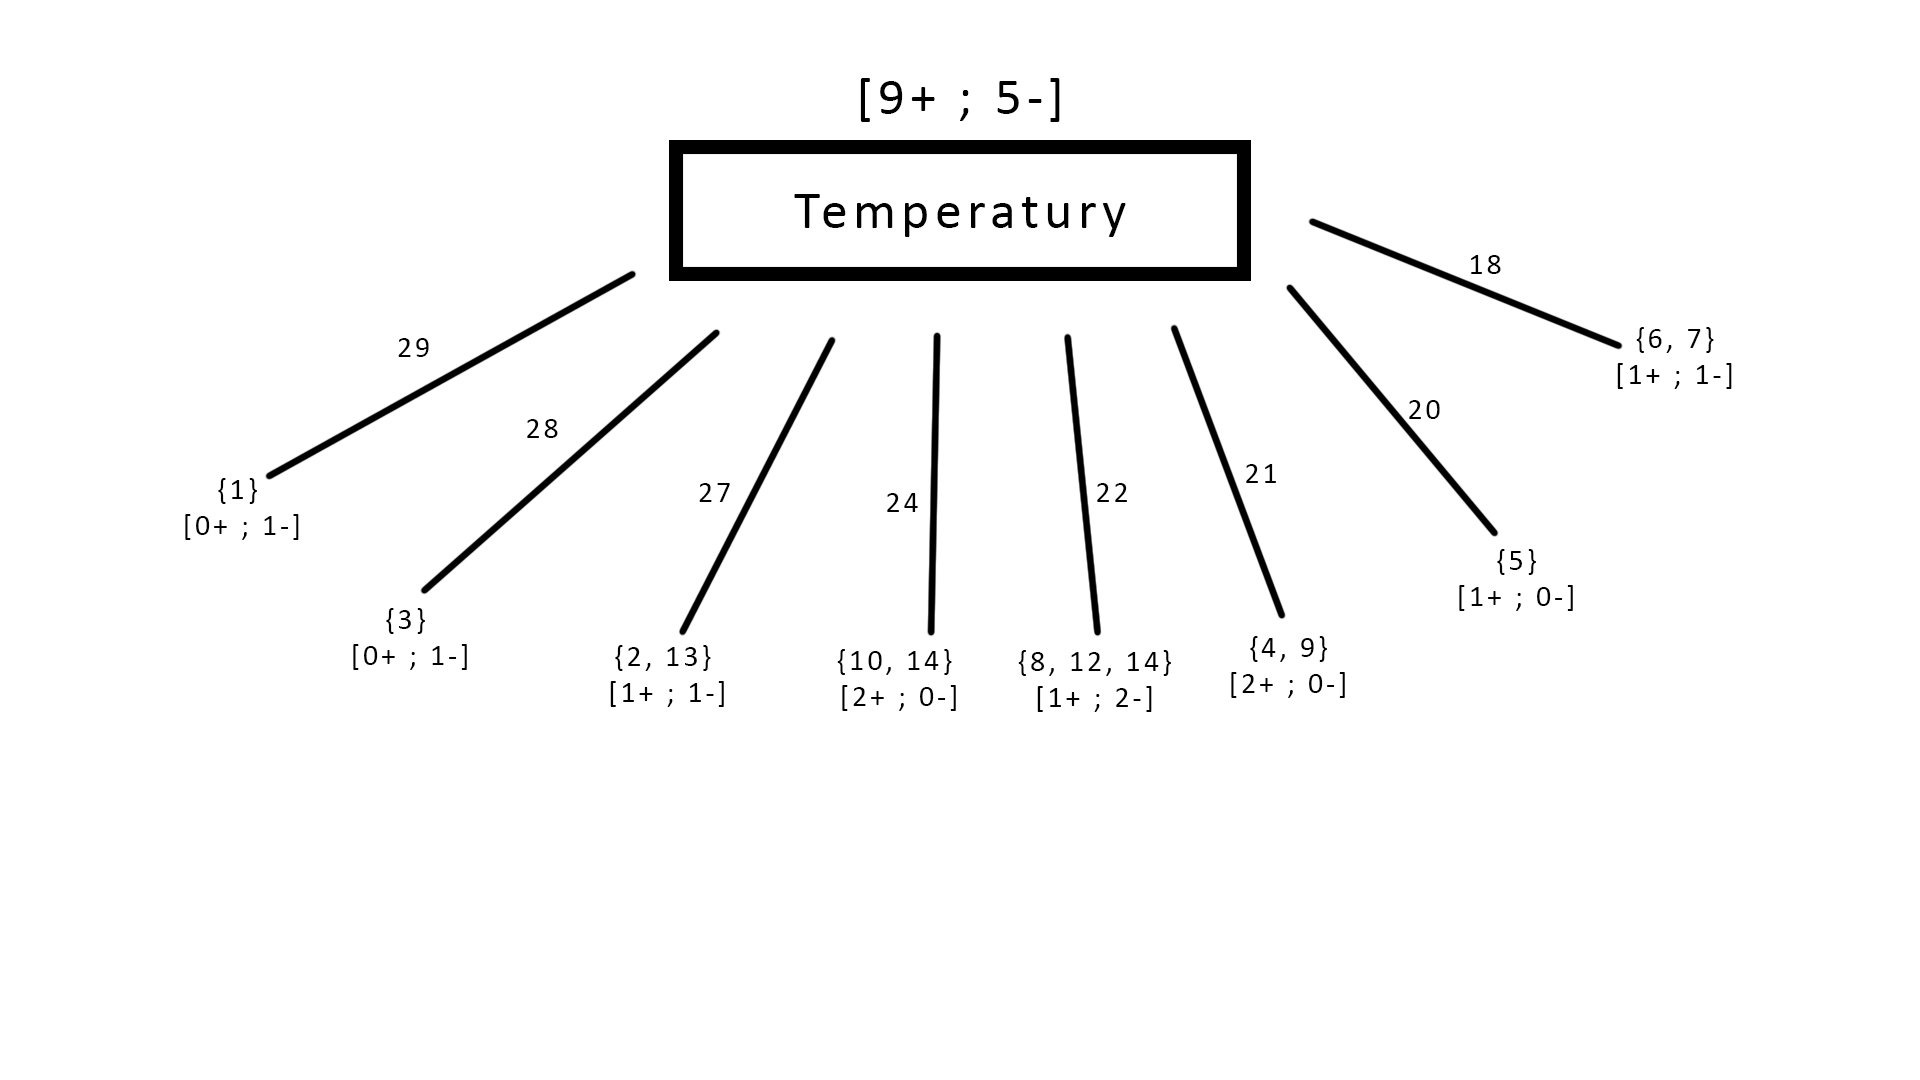 [9+ ; 5-]
Temperatury
18
{6, 7}
[1+ ; 1-]
29
20
28
21
27
22
24
{1}
[0+ ; 1-]
{5}
[1+ ; 0-]
{3}
[0+ ; 1-]
{2, 13}
[1+ ; 1-]
{10, 14}
[2+ ; 0-]
{8, 12, 14}
[1+ ; 2-]
{4, 9}
[2+ ; 0-]